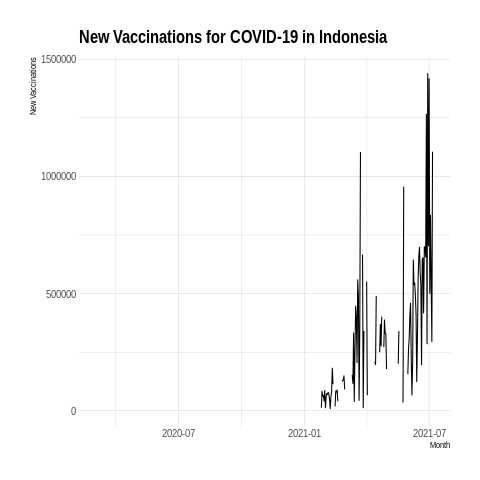 New Vaccinations for COVID-19 in Indonesia
New Vaccinations
1500000
1000000
500000
0
2020-07
2021-01
2021-07
Month